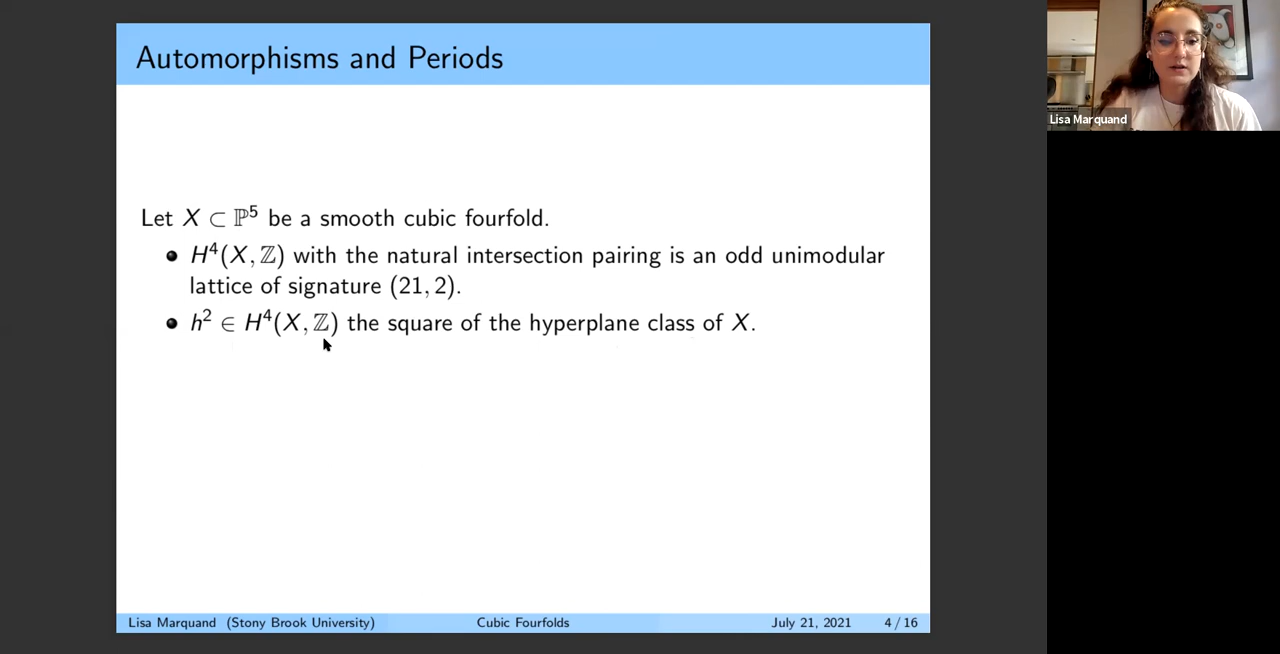 Automorphisms and Periods
Let X ⊂ ℙ⁵ be a smooth cubic fourfold.
• H⁴(X, ℤ) with the natural intersection pairing is an odd unimodular
lattice of signature (21, 2).
• h² ∈ H⁴(X, ℤ) the square of the hyperplane class of X.
Lisa Marquand (Stony Brook University) Cubic Fourfolds July 21, 2021 4 / 16
Lisa Marquand